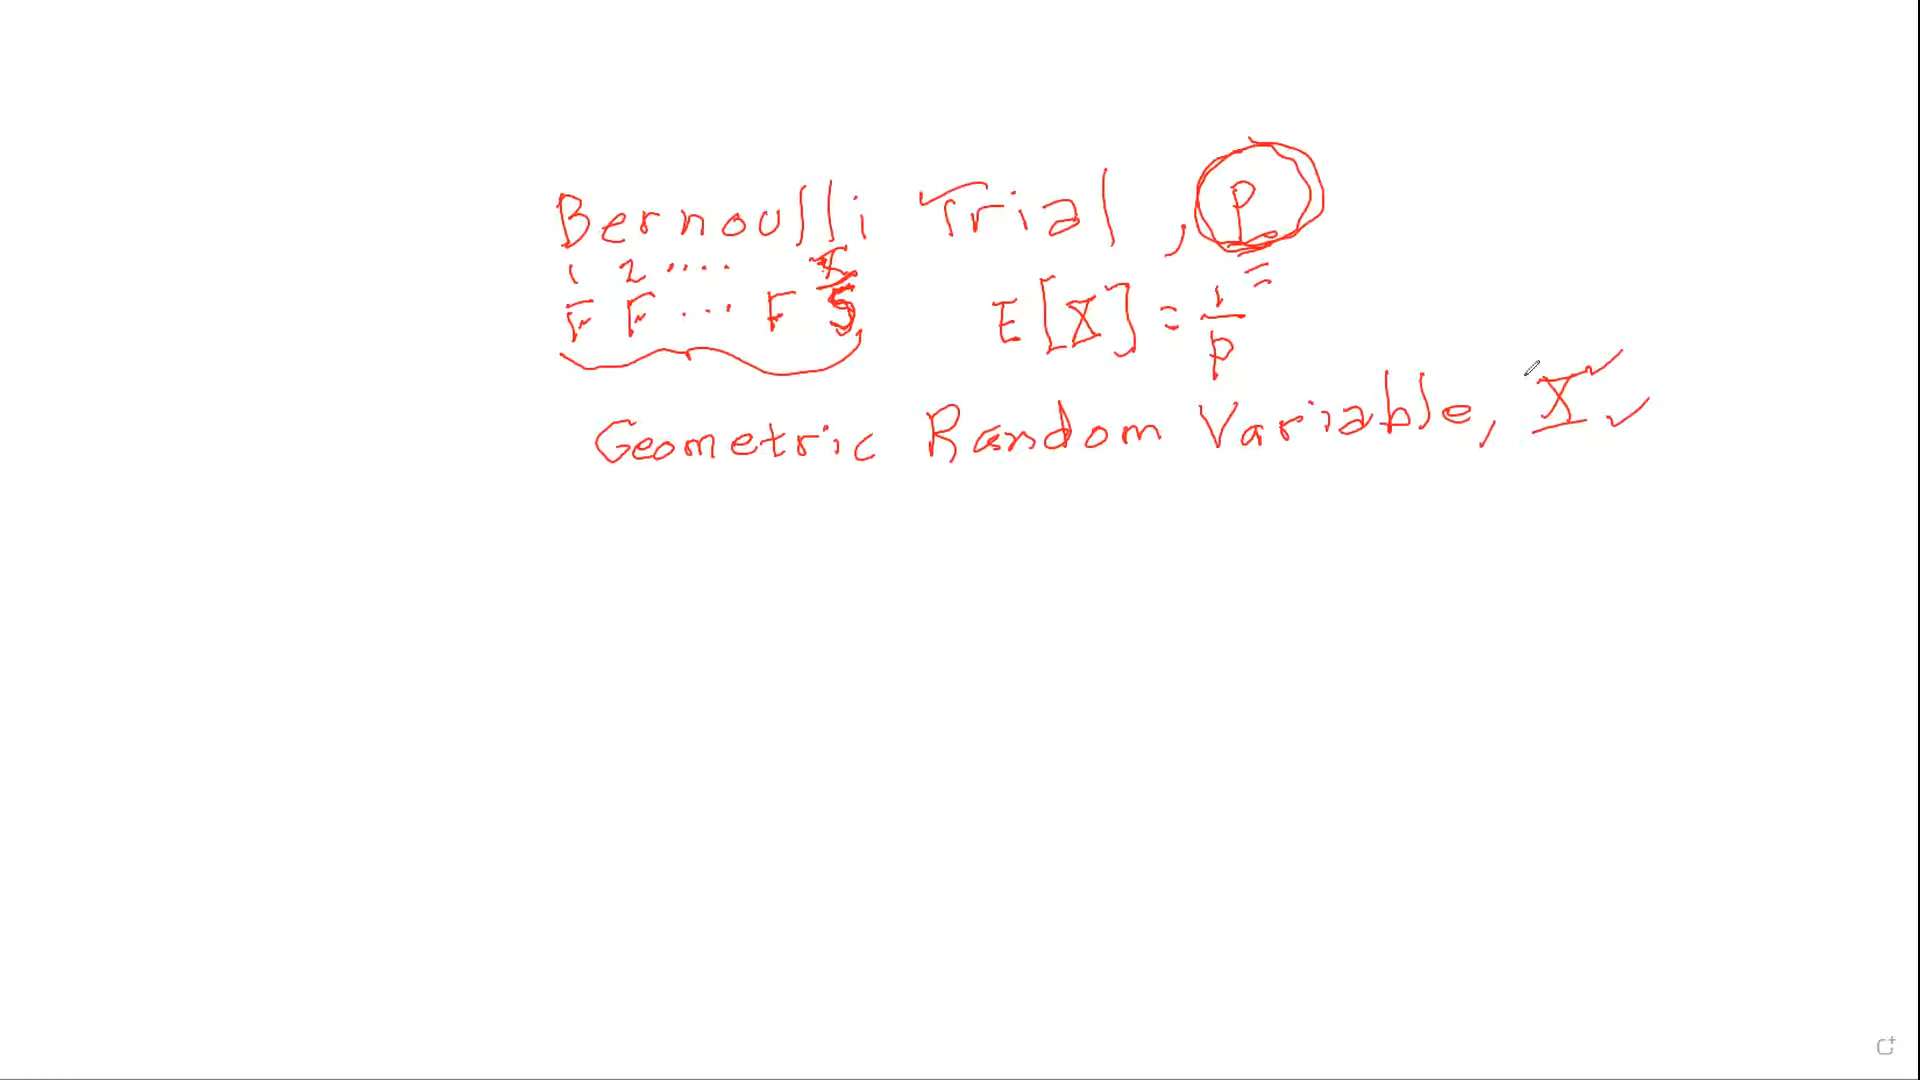 Bernoulli Trial, p
1 2 .... X
F F ... F S
E[X] = 1/p
Geometric Random Variable, X